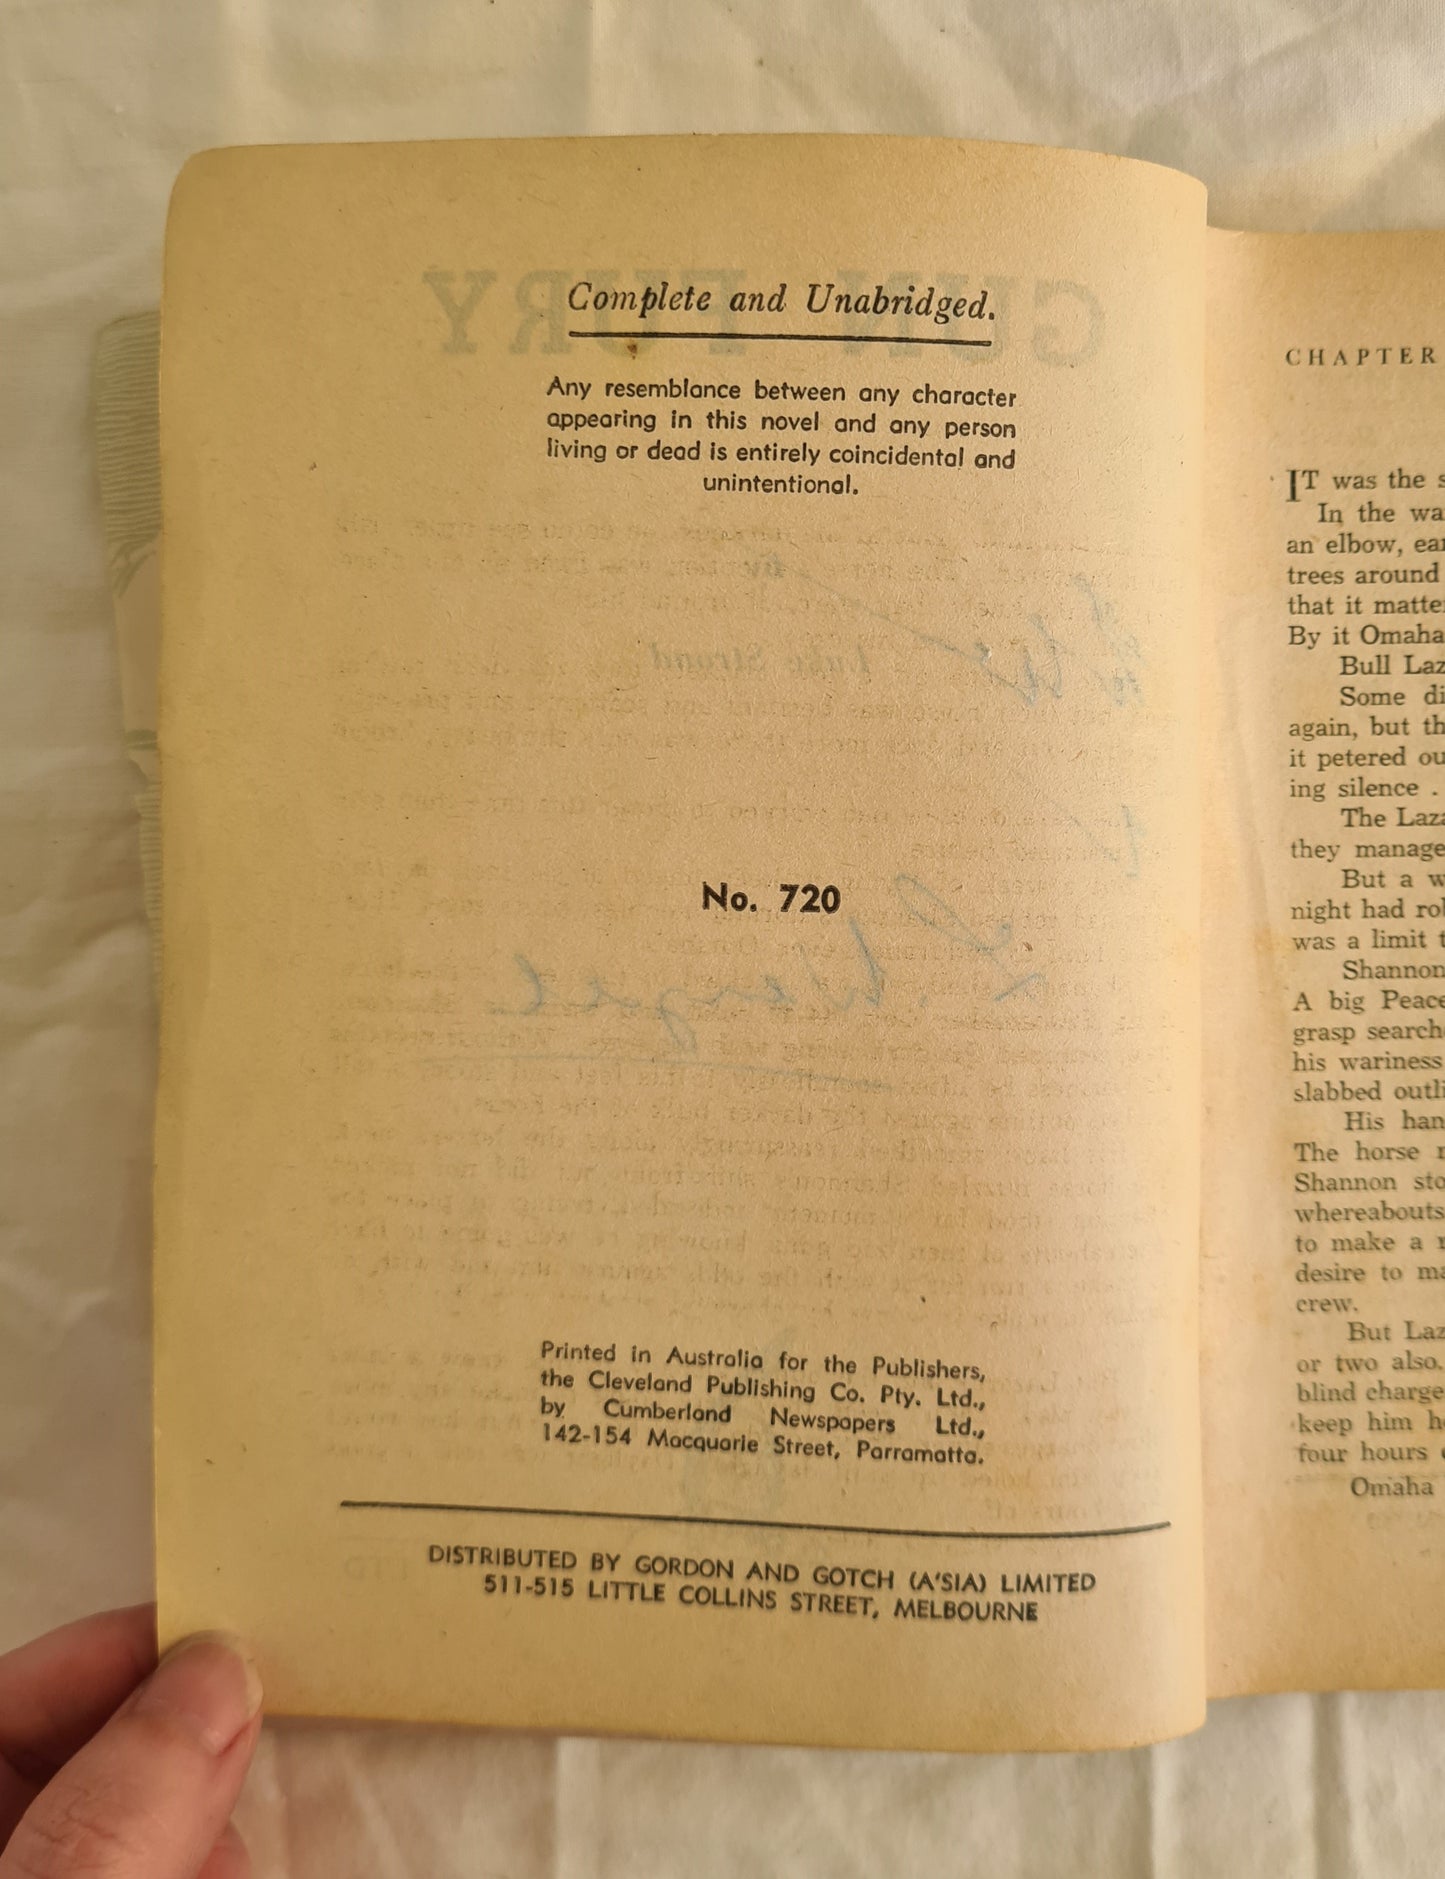 Complete and Unabridged.
Any resemblance between any character
appearing in this novel and any person
living or dead is entirely coincidental and
unintentional.
No. 720
Printed in Australia for the Publishers,
the Cleveland Publishing Co. Pty. Ltd.,
by Cumberland Newspapers Ltd.,
142-154 Macquarie Street, Parramatta.
DISTRIBUTED BY GORDON AND GOTCH (A'SIA) LIMITED
511-515 LITTLE COLLINS STREET, MELBOURNE
CHAPTER
IT was the s
In the wa
an elbow, ear
trees around
that it matte
By it Omaha
Bull Laz
Some di
again, but th
it petered ou
ing silence .
The Laza
they manage
But a w
night had rol
was a limit t
Shannon
A big Peace
grasp search
his wariness
slabbed outli
His han
The horse
Shannon sto
whereabouts
to make a
desire to ma
crew.
But Laz
or two also.
blind charge
keep him he
four hours
Omaha